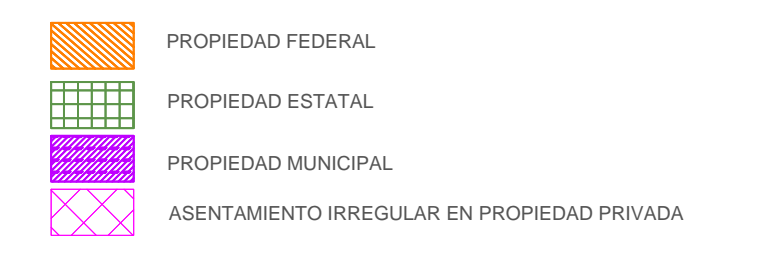 PROPIEDAD FEDERAL
PROPIEDAD ESTATAL
PROPIEDAD MUNICIPAL
ASENTAMIENTO IRREGULAR EN PROPIEDAD PRIVADA